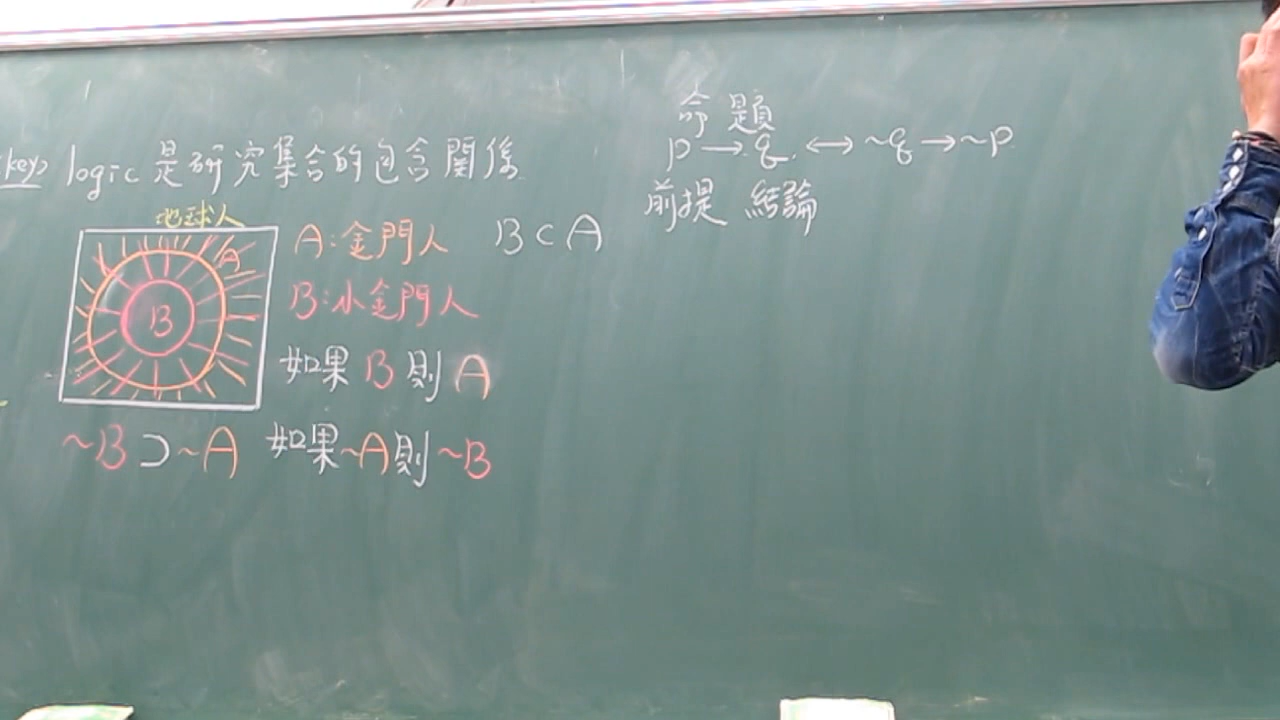 <key> logic 是研究集合的包含關係
地球人
A
B
A:金門人 B⊂A
B:小金門人
如果 B 則 A
~B⊃~A 如果~A則~B
命題
p→q ↔ ~q→~p
前提 結論